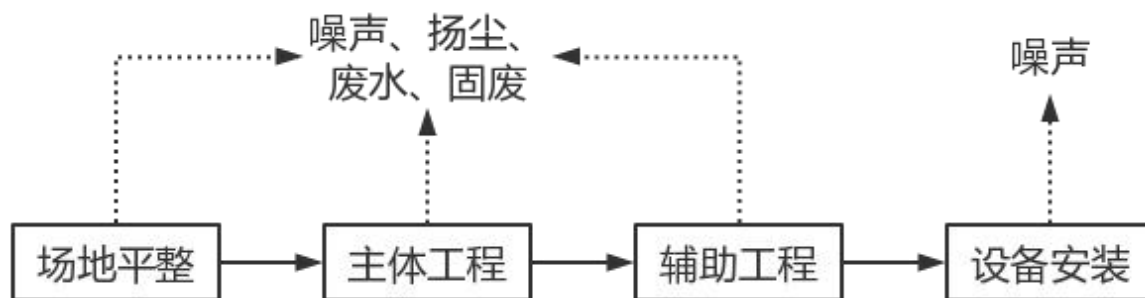 噪声、扬尘、
废水、固废
噪声
场地平整
主体工程
辅助工程
设备安装